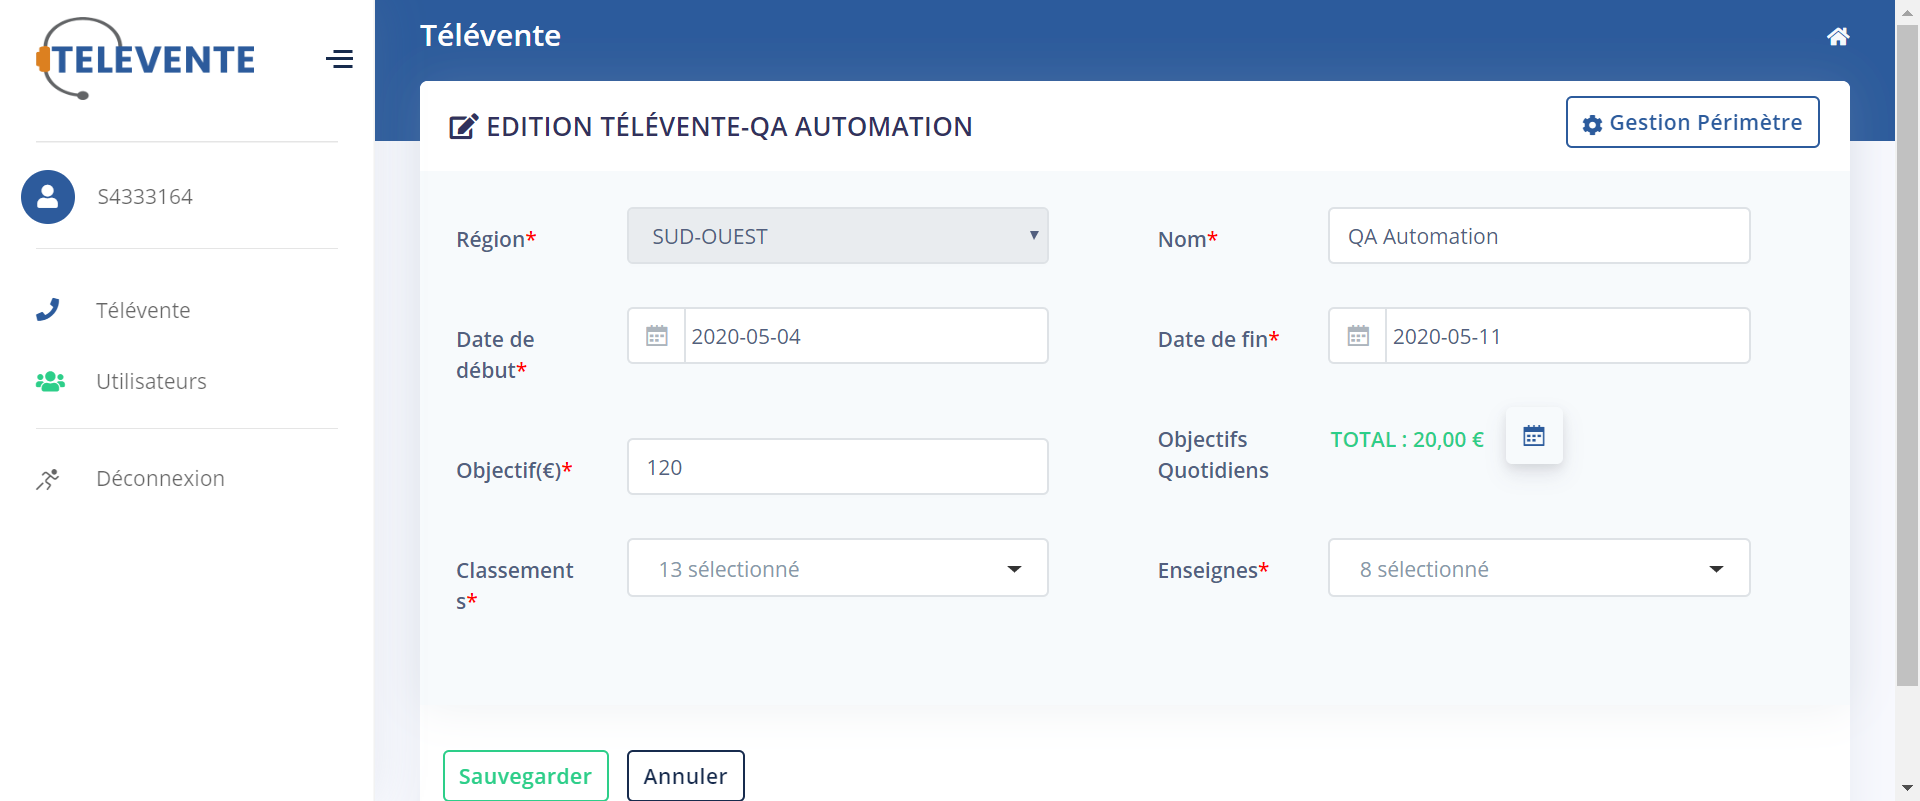 TELEVENTE
S4333164
Télévente
Utilisateurs
Déconnexion
Télévente
EDITION TÉLÉVENTE-QA AUTOMATION
Gestion Périmètre
Région*
SUD-OUEST
Nom*
QA Automation
Date de
début*
2020-05-04
Date de fin*
2020-05-11
Objectif(€)*
120
Objectifs
Quotidiens
TOTAL : 20,00 €
Classement
s*
13 sélectionné
Enseignes*
8 sélectionné
Sauvegarder
Annuler